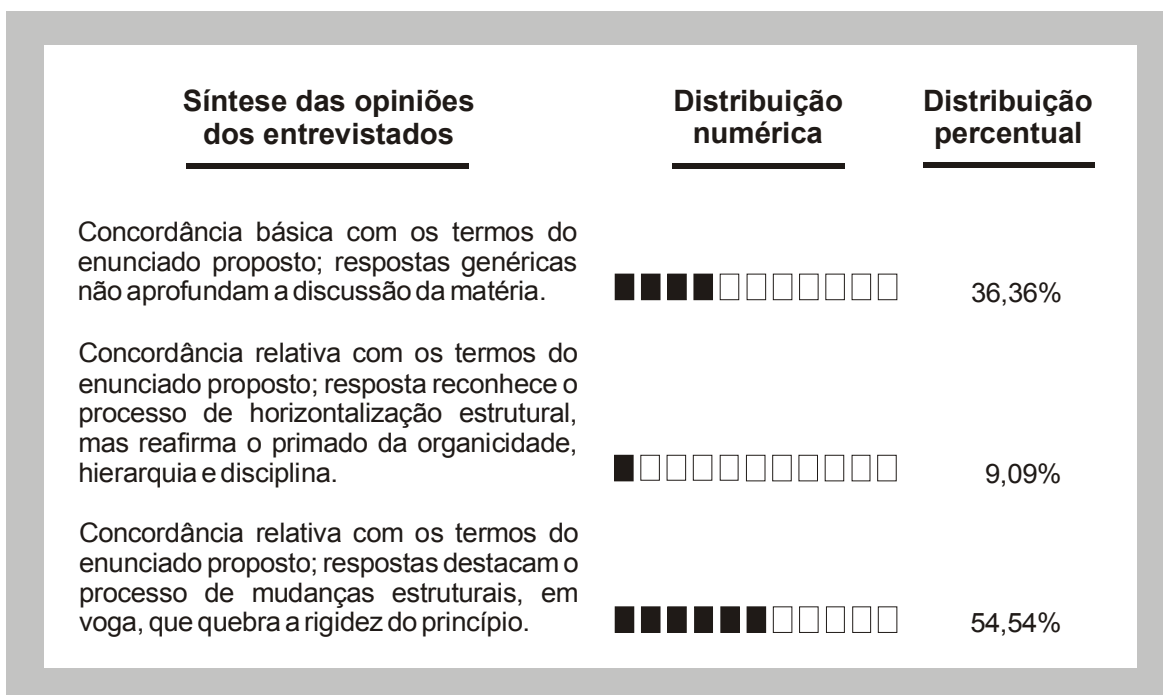 Síntese das opiniões
dos entrevistados
Distribuição
numérica
Distribuição
percentual
Concordância básica com os termos do
enunciado proposto; respostas genéricas
não aprofundam a discussão da matéria.
36,36%
Concordância relativa com os termos do
enunciado proposto; resposta reconhece o
processo de horizontalização estrutural,
mas reafirma o primado da organicidade,
hierarquia e disciplina.
9,09%
Concordância relativa com os termos do
enunciado proposto; respostas destacam o
processo de mudanças estruturais, em
voga, que quebra a rigidez do princípio.
54,54%